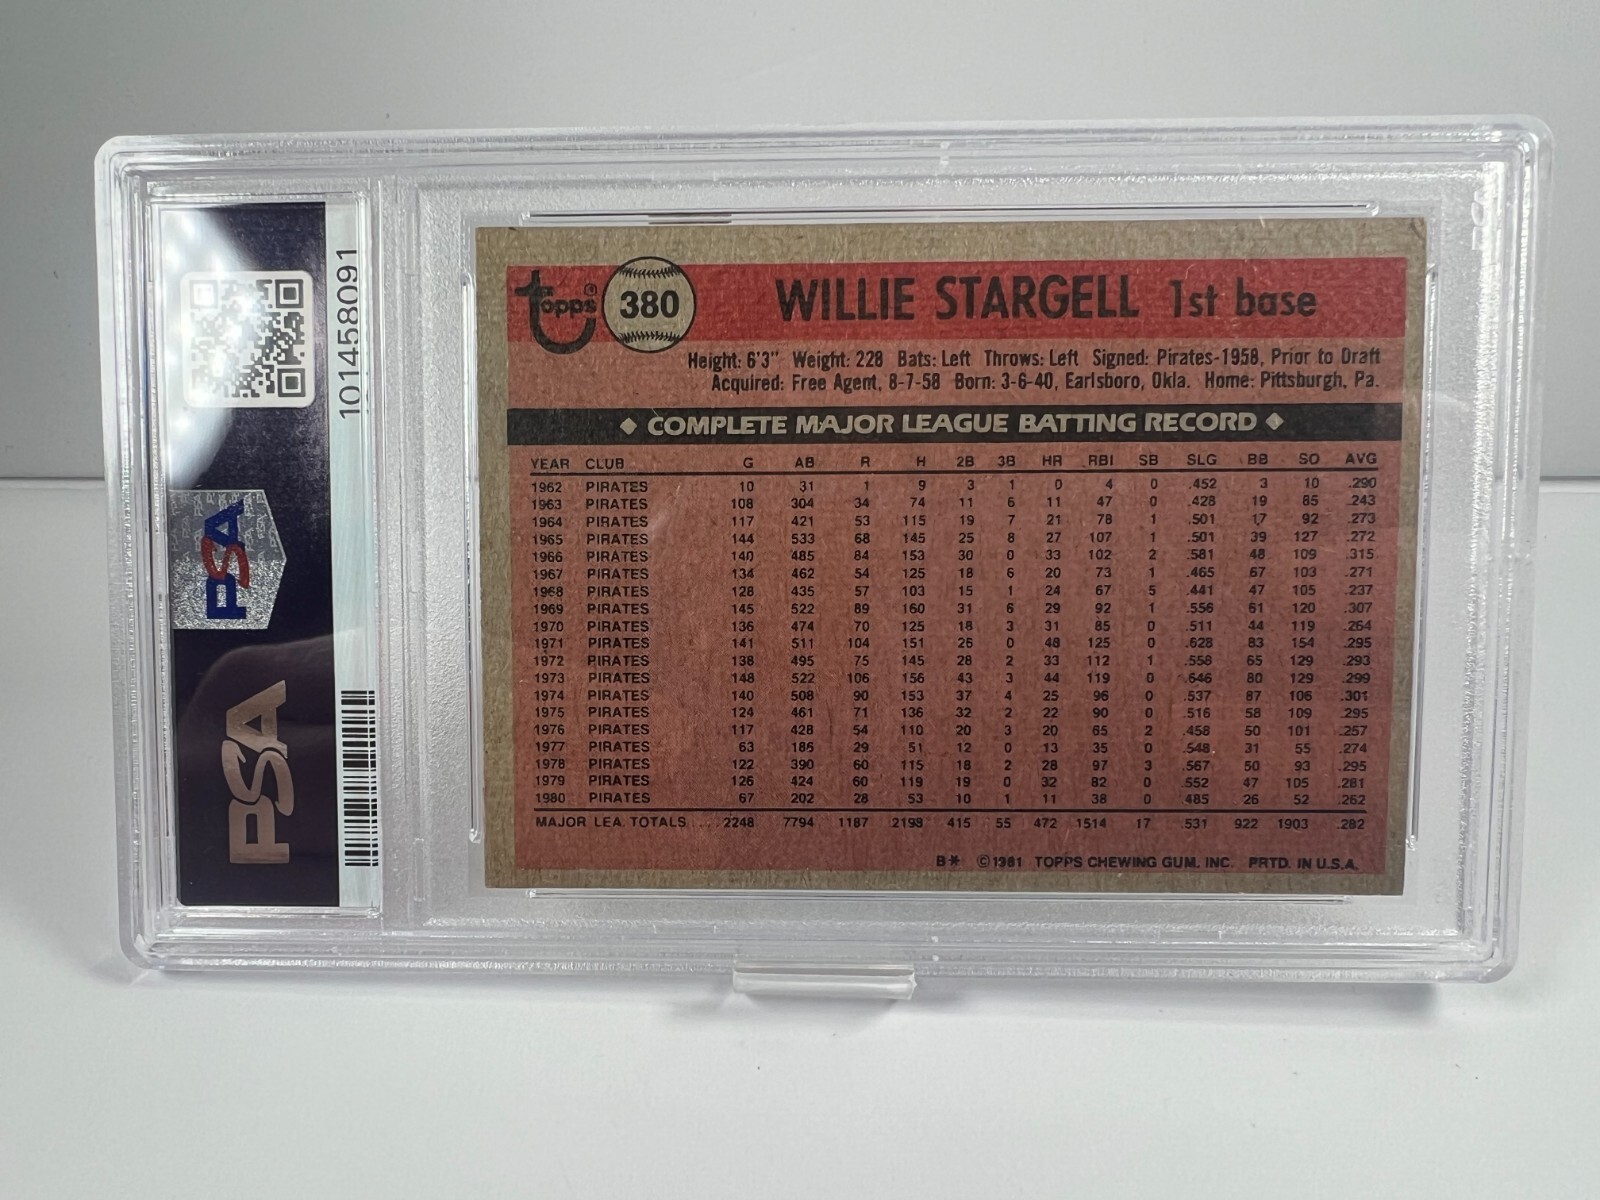 101458091
PSA
PSA
topps® 380 WILLIE STARGELL 1st base
Height: 6'3" Weight: 228 Bats: Left Throws: Left Signed: Pirates-1958, Prior to Draft
Acquired: Free Agent, 8-7-58 Born: 3-6-40, Earlsboro, Okla. Home: Pittsburgh, Pa.
◆ COMPLETE MAJOR LEAGUE BATTING RECORD ◆
YEAR CLUB G AB R H 2B 3B HR RBI SB SLG BB SO AVG
1962 PIRATES 10 31 1 9 3 1 0 4 0 .452 3 10 .290
1963 PIRATES 108 304 34 74 11 6 11 47 0 .428 19 85 .243
1964 PIRATES 117 421 53 115 19 7 21 78 1 .501 17 92 .273
1965 PIRATES 144 533 68 145 25 8 27 107 1 .501 39 127 .272
1966 PIRATES 140 485 84 153 30 0 33 102 2 .581 48 109 .315
1967 PIRATES 134 462 54 125 18 6 20 73 1 .465 67 103 .271
1968 PIRATES 128 435 57 103 15 1 24 67 5 .441 47 105 .237
1969 PIRATES 145 522 89 160 31 6 29 92 1 .556 61 120 .307
1970 PIRATES 136 474 70 125 18 3 31 85 0 .511 44 119 .264
1971 PIRATES 141 511 104 151 26 0 48 125 0 .628 83 154 .295
1972 PIRATES 138 495 75 145 28 2 33 112 1 .558 65 129 .293
1973 PIRATES 148 522 106 156 43 3 44 119 0 .646 80 129 .299
1974 PIRATES 140 508 90 153 37 4 25 96 0 .537 87 106 .301
1975 PIRATES 124 461 71 136 32 2 22 90 0 .516 58 109 .295
1976 PIRATES 117 428 54 110 20 3 20 65 2 .458 50 101 .257
1977 PIRATES 63 186 29 51 12 0 13 35 0 .548 31 55 .274
1978 PIRATES 122 390 60 115 18 2 28 97 3 .567 50 93 .295
1979 PIRATES 126 424 60 119 19 0 32 82 0 .552 47 105 .281
1980 PIRATES 67 202 28 53 10 1 11 38 0 .485 26 52 .262
MAJOR LEA. TOTALS.... 2248 7794 1187 2198 415 55 472 1514 17 .531 922 1903 .282
B* ©1981 TOPPS CHEWING GUM, INC. PRTD. IN U.S.A.